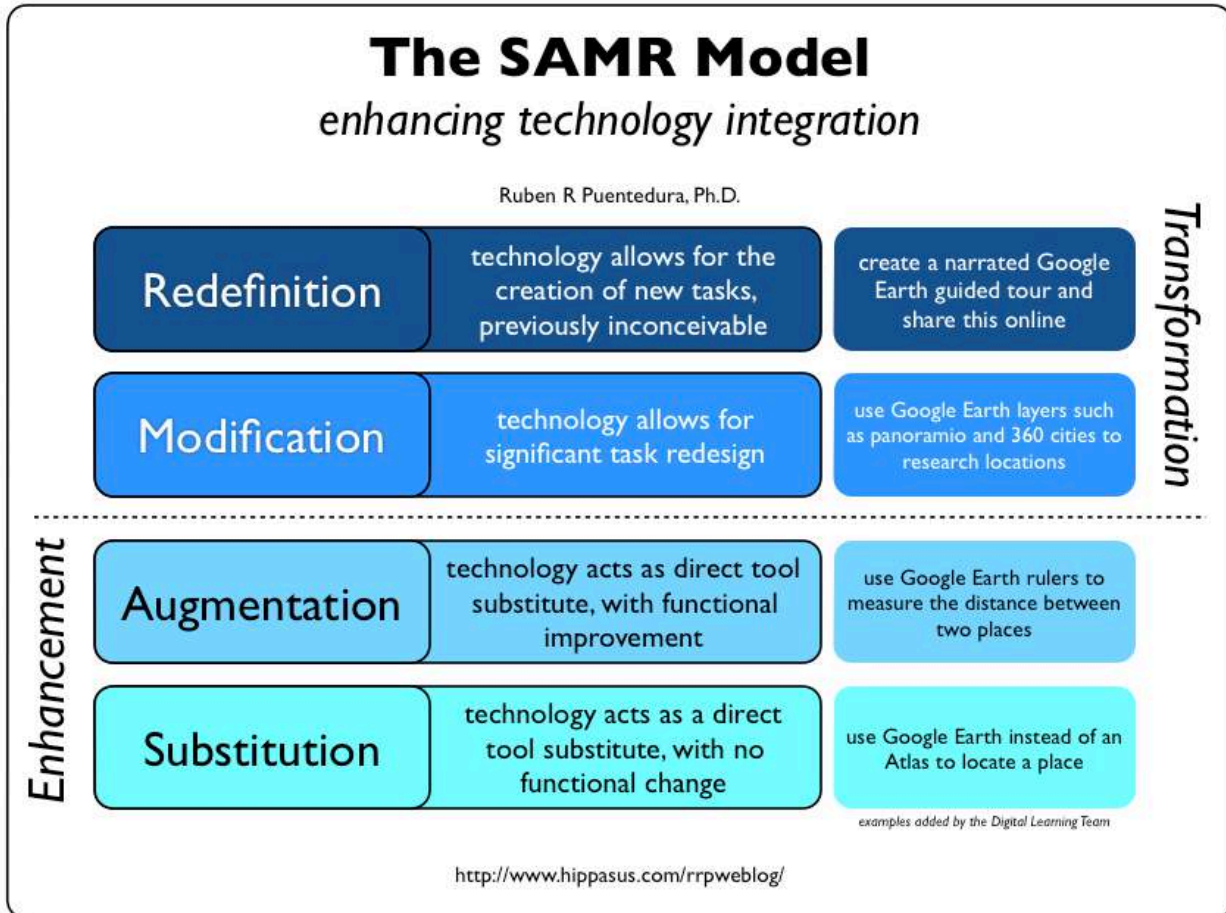 The SAMR Model
enhancing technology integration
Ruben R Puentedura, Ph.D.
Transformation
Redefinition
technology allows for the
creation of new tasks,
previously inconceivable
create a narrated Google
Earth guided tour and
share this online
Modification
technology allows for
significant task redesign
use Google Earth layers such
as panoramio and 360 cities to
research locations
Enhancement
Augmentation
technology acts as direct tool
substitute, with functional
improvement
use Google Earth rulers to
measure the distance between
two places
Substitution
technology acts as a direct
tool substitute, with no
functional change
use Google Earth instead of an
Atlas to locate a place
examples added by the Digital Learning Team
http://www.hippasus.com/rrpweblog/